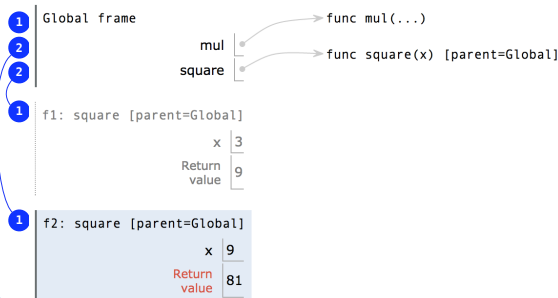 1 Global frame
func mul(...)
2 mul
func square(x) [parent=Global]
2 square
1 f1: square [parent=Global]
x 3
Return
value 9
1 f2: square [parent=Global]
x 9
Return
value 81